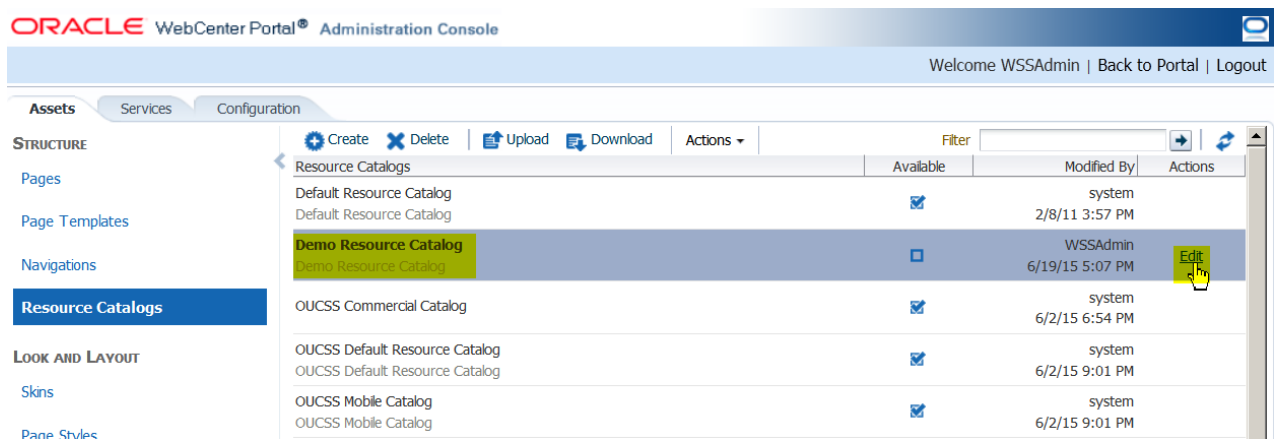 ORACLE WebCenter Portal® Administration Console
Welcome WSSAdmin | Back to Portal | Logout
Assets Services Configuration
STRUCTURE
Pages
Page Templates
Navigations
Resource Catalogs
LOOK AND LAYOUT
Skins
Page Styles
Create Delete Upload Download Actions Filter
Resource Catalogs Available Modified By Actions
Default Resource Catalog system
Default Resource Catalog 2/8/11 3:57 PM
Demo Resource Catalog WSSAdmin
Demo Resource Catalog 6/19/15 5:07 PM Edit
OUCSS Commercial Catalog system
6/2/15 6:54 PM
OUCSS Default Resource Catalog system
OUCSS Default Resource Catalog 6/2/15 9:01 PM
OUCSS Mobile Catalog system
OUCSS Mobile Catalog 6/2/15 9:01 PM